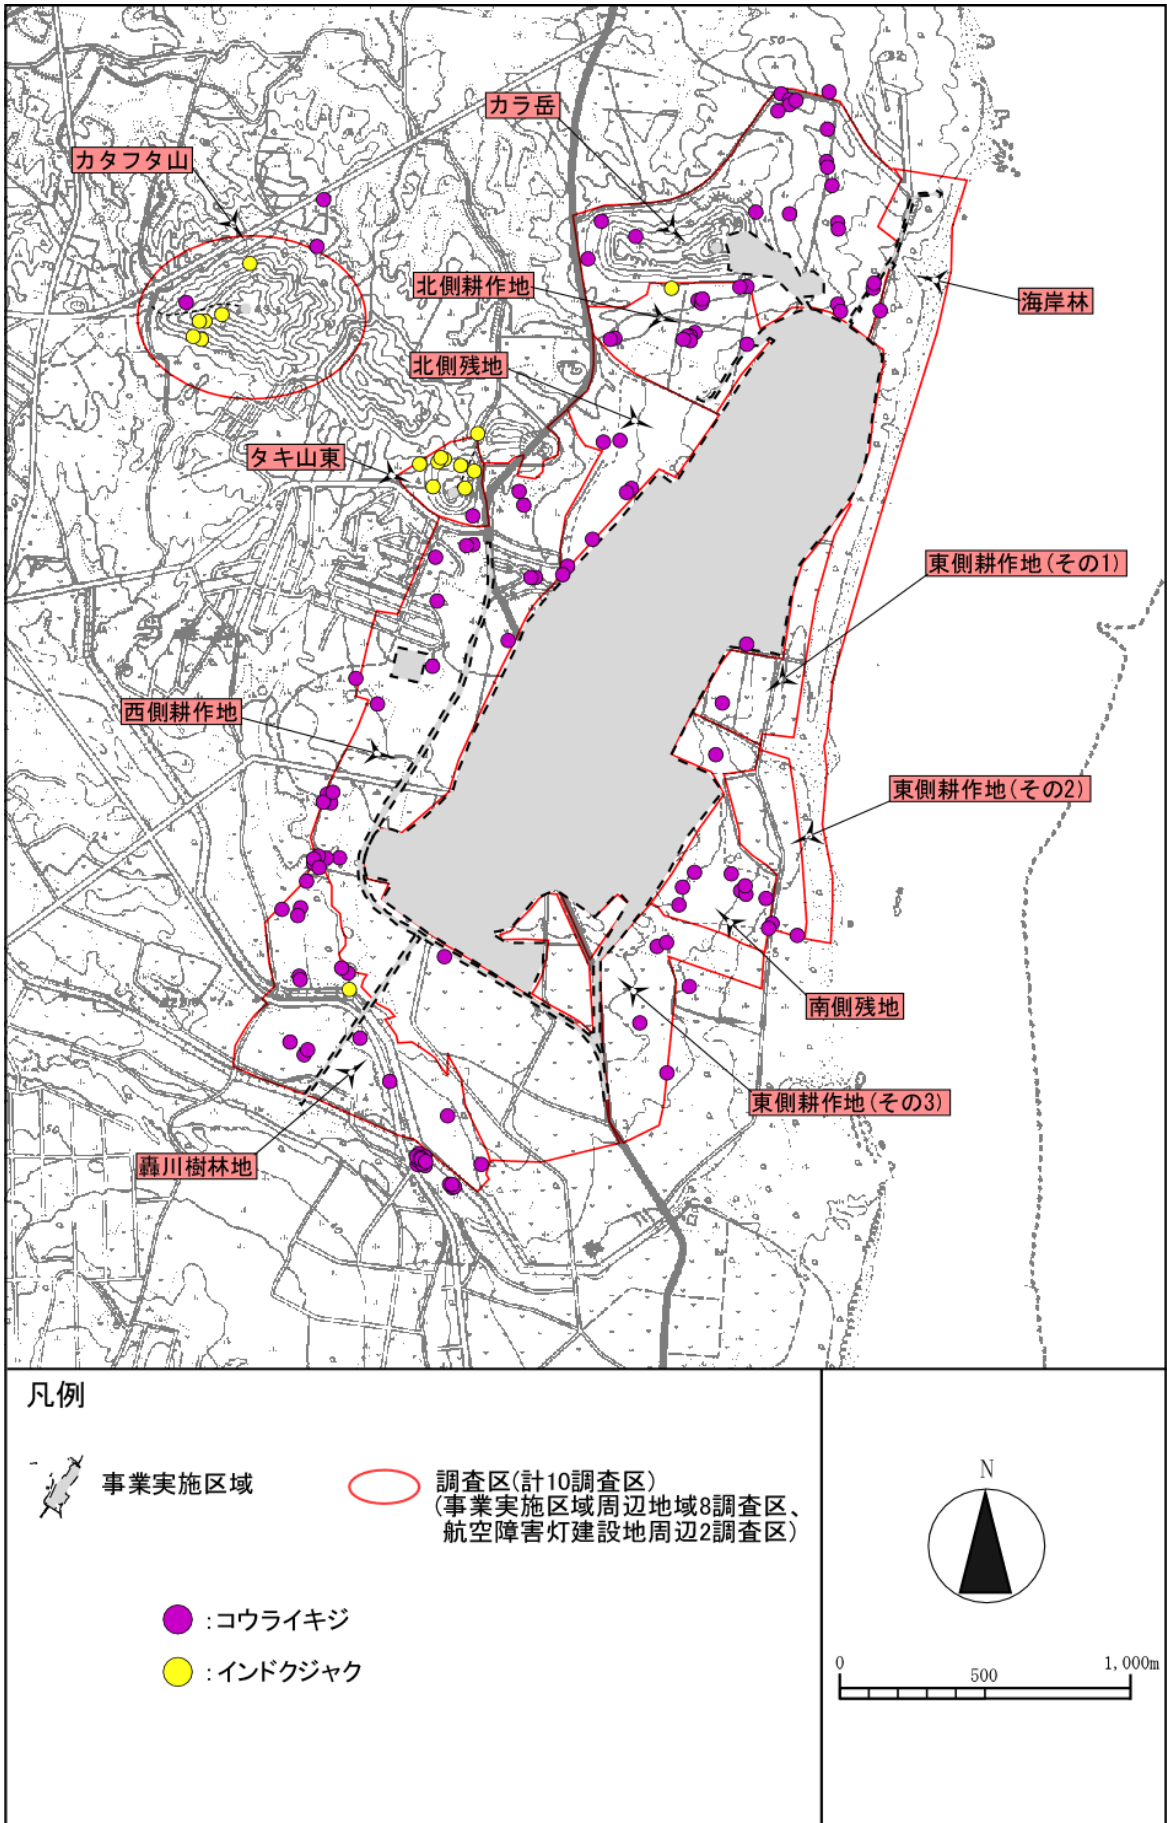 カラ岳
カタフタ山
北側耕作地
海岸林
北側残地
タキ山東
東側耕作地(その1)
西側耕作地
東側耕作地(その2)
南側残地
東側耕作地(その3)
轟川樹林地
凡例
事業実施区域
調査区(計10調査区)
(事業実施区域周辺地域8調査区、
航空障害灯建設地周辺2調査区)
:コウライキジ
:インドクジャク
N
0 500 1,000m